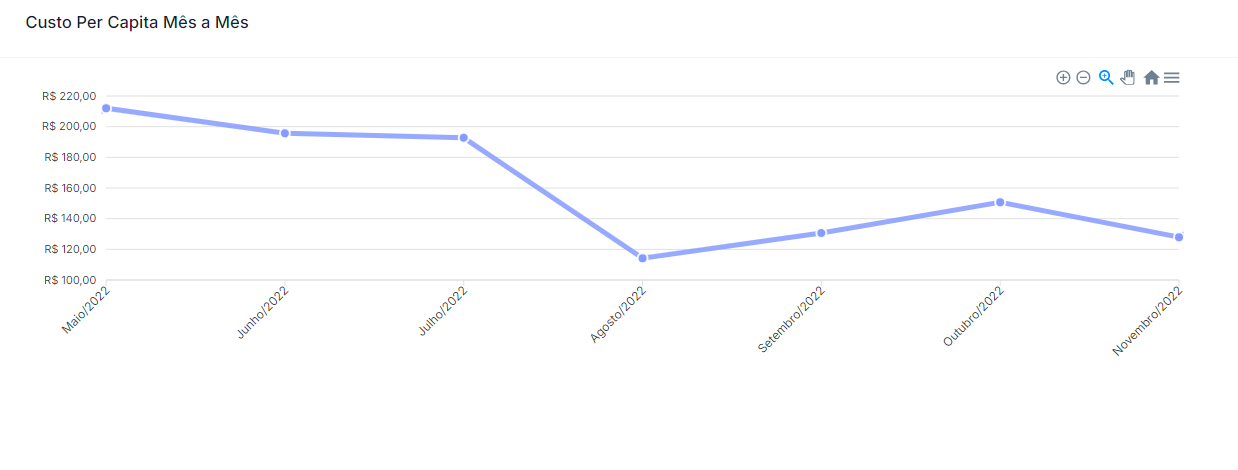 Custo Per Capita Mês a Mês
R$ 220,00
R$ 200,00
R$ 180,00
R$ 160,00
R$ 140,00
R$ 120,00
R$ 100,00
Maio/2022
Junho/2022
Julho/2022
Agosto/2022
Setembro/2022
Outubro/2022
Novembro/2022